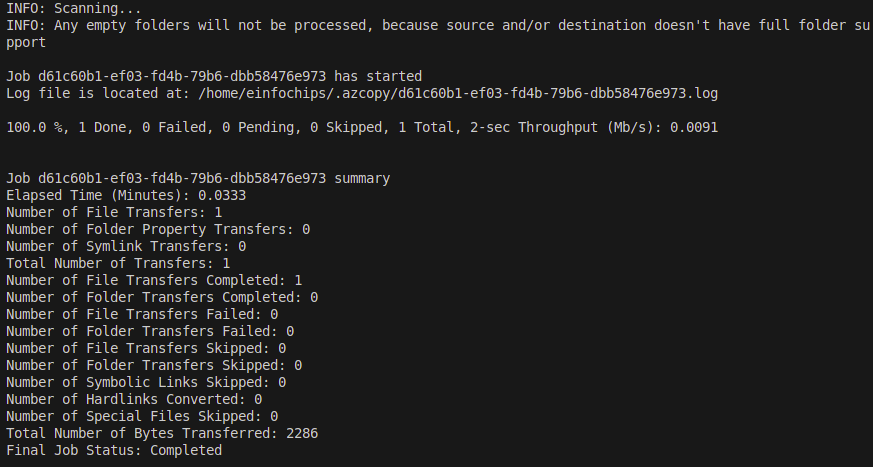 INFO: Scanning...
INFO: Any empty folders will not be processed, because source and/or destination doesn't have full folder su
pport
Job d61c60b1-ef03-fd4b-79b6-dbb58476e973 has started
Log file is located at: /home/einfochips/.azcopy/d61c60b1-ef03-fd4b-79b6-dbb58476e973.log
100.0 %, 1 Done, 0 Failed, 0 Pending, 0 Skipped, 1 Total, 2-sec Throughput (Mb/s): 0.0091
Job d61c60b1-ef03-fd4b-79b6-dbb58476e973 summary
Elapsed Time (Minutes): 0.0333
Number of File Transfers: 1
Number of Folder Property Transfers: 0
Number of Symlink Transfers: 0
Total Number of Transfers: 1
Number of File Transfers Completed: 1
Number of Folder Transfers Completed: 0
Number of File Transfers Failed: 0
Number of Folder Transfers Failed: 0
Number of File Transfers Skipped: 0
Number of Folder Transfers Skipped: 0
Number of Symbolic Links Skipped: 0
Number of Hardlinks Converted: 0
Number of Special Files Skipped: 0
Total Number of Bytes Transferred: 2286
Final Job Status: Completed